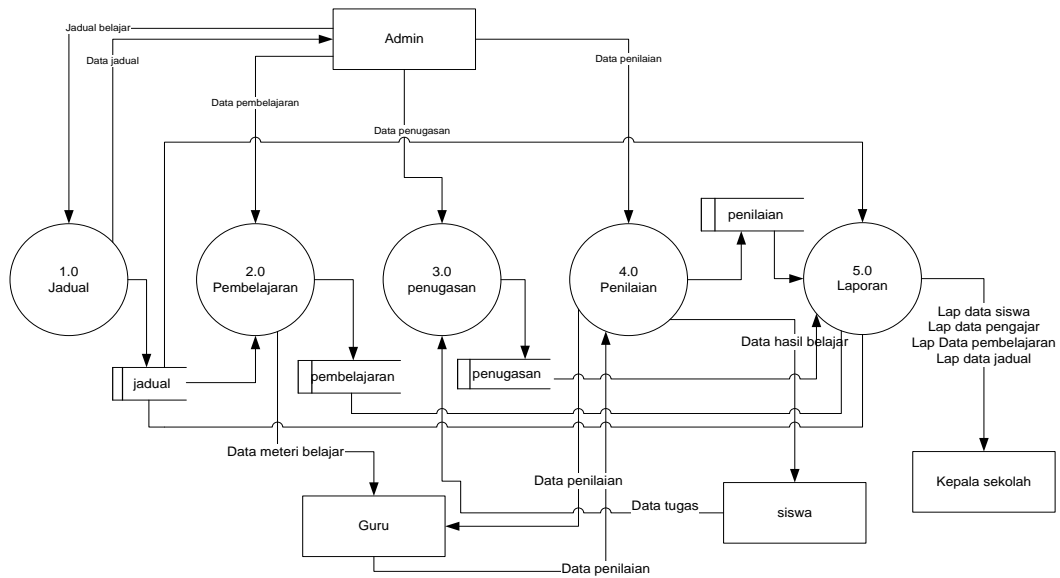 Jadual belajar
Admin
Data jadual
Data penilaian
Data pembelajaran
Data penugasan
penilaian
1.0
Jadual
2.0
Pembelajaran
3.0
penugasan
4.0
Penilaian
5.0
Laporan
Lap data siswa
Lap data pengajar
Lap Data pembelajaran
Lap data jadual
Data hasil belajar
jadual
pembelajaran
penugasan
Data meteri belajar
Data penilaian
Kepala sekolah
Data tugas
siswa
Guru
Data penilaian